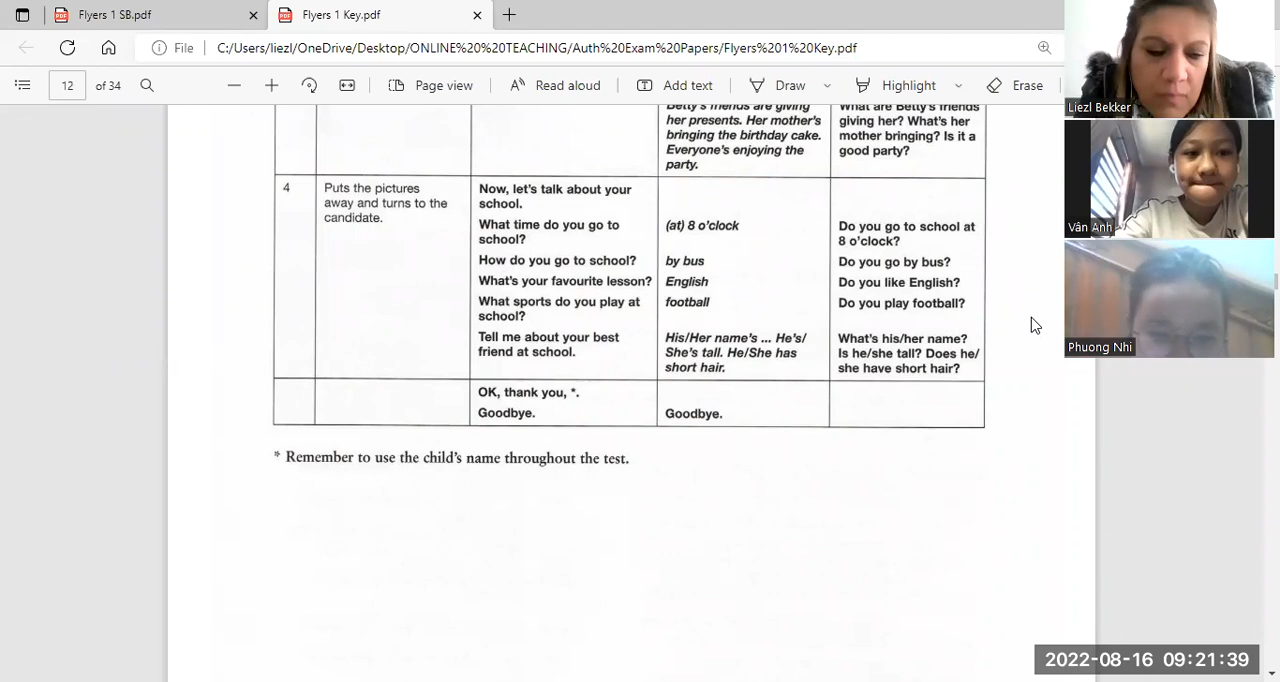 Flyers 1 SB.pdf
Flyers 1 Key.pdf
File
C:/Users/liezl/OneDrive/Desktop/ONLINE%20%20TEACHING/Auth%20Exam%20Papers/Flyers%201%20Key.pdf
12 of 34
Page view
Read aloud
Add text
Draw
Highlight
Erase
Betty's friends are giving her presents. Her mother's bringing the birthday cake. Everyone's enjoying the party.
What are Betty's friends giving her? What's her mother bringing? Is it a good party?
4
Puts the pictures away and turns to the candidate.
Now, let's talk about your school.
What time do you go to school?
(at) 8 o'clock
Do you go to school at 8 o'clock?
How do you go to school?
by bus
Do you go by bus?
What's your favourite lesson?
English
Do you like English?
What sports do you play at school?
football
Do you play football?
Tell me about your best friend at school.
His/Her name's ... He's/ She's tall. He/She has short hair.
What's his/her name? Is he/she tall? Does he/ she have short hair?
OK, thank you, *.
Goodbye.
Goodbye.
* Remember to use the child's name throughout the test.
Liezl Bekker
Vân Anh
Phuong Nhi
2022-08-16 09:21:39